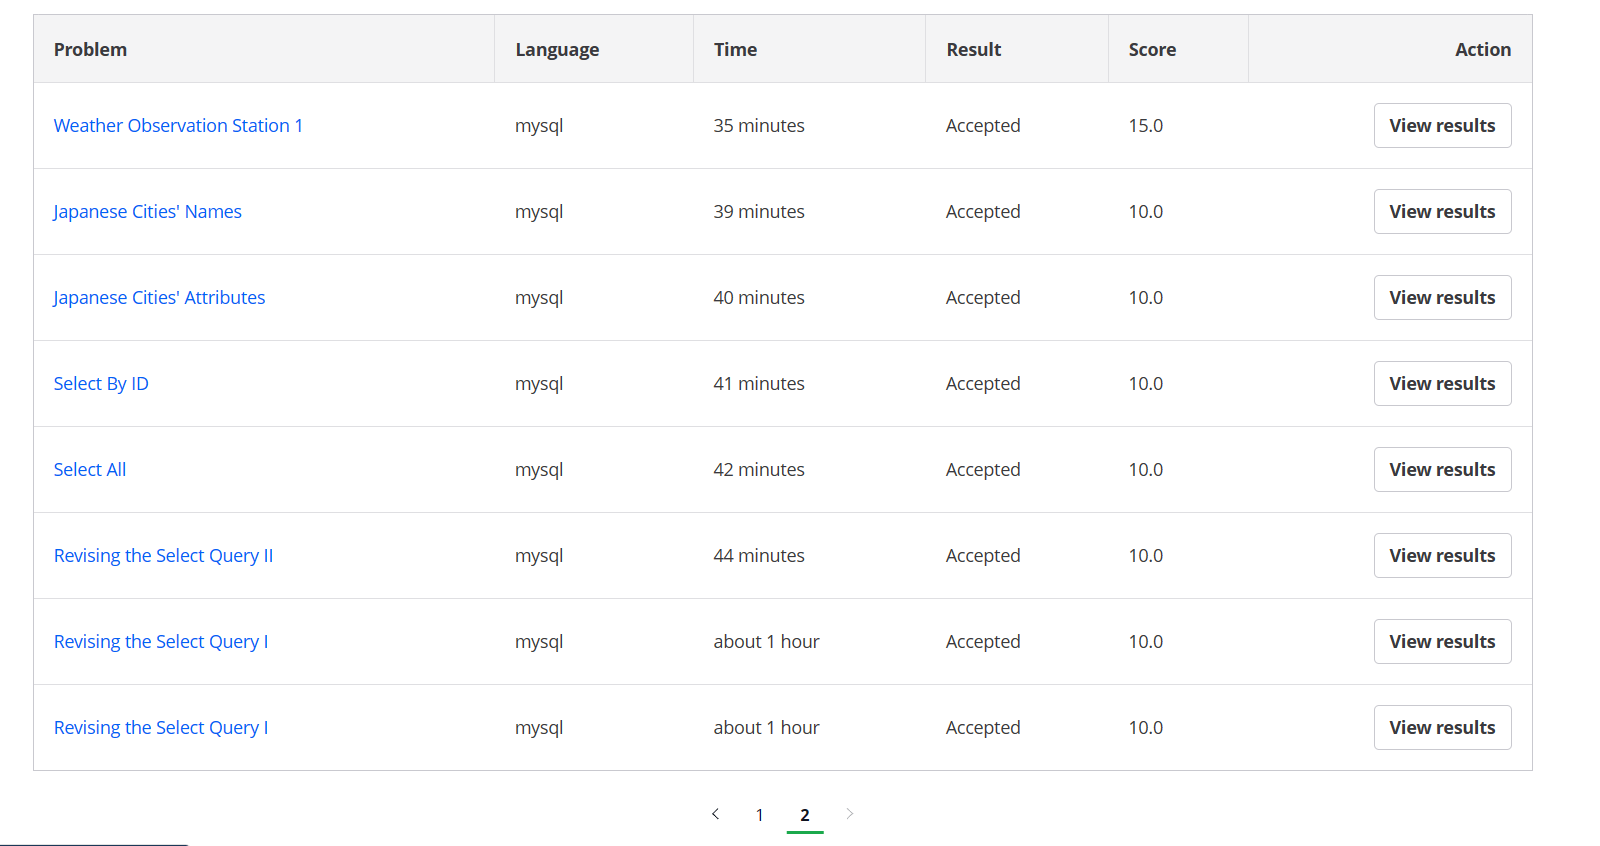 Problem Language Time Result Score Action
Weather Observation Station 1 mysql 35 minutes Accepted 15.0 View results
Japanese Cities' Names mysql 39 minutes Accepted 10.0 View results
Japanese Cities' Attributes mysql 40 minutes Accepted 10.0 View results
Select By ID mysql 41 minutes Accepted 10.0 View results
Select All mysql 42 minutes Accepted 10.0 View results
Revising the Select Query II mysql 44 minutes Accepted 10.0 View results
Revising the Select Query I mysql about 1 hour Accepted 10.0 View results
Revising the Select Query I mysql about 1 hour Accepted 10.0 View results
1 2